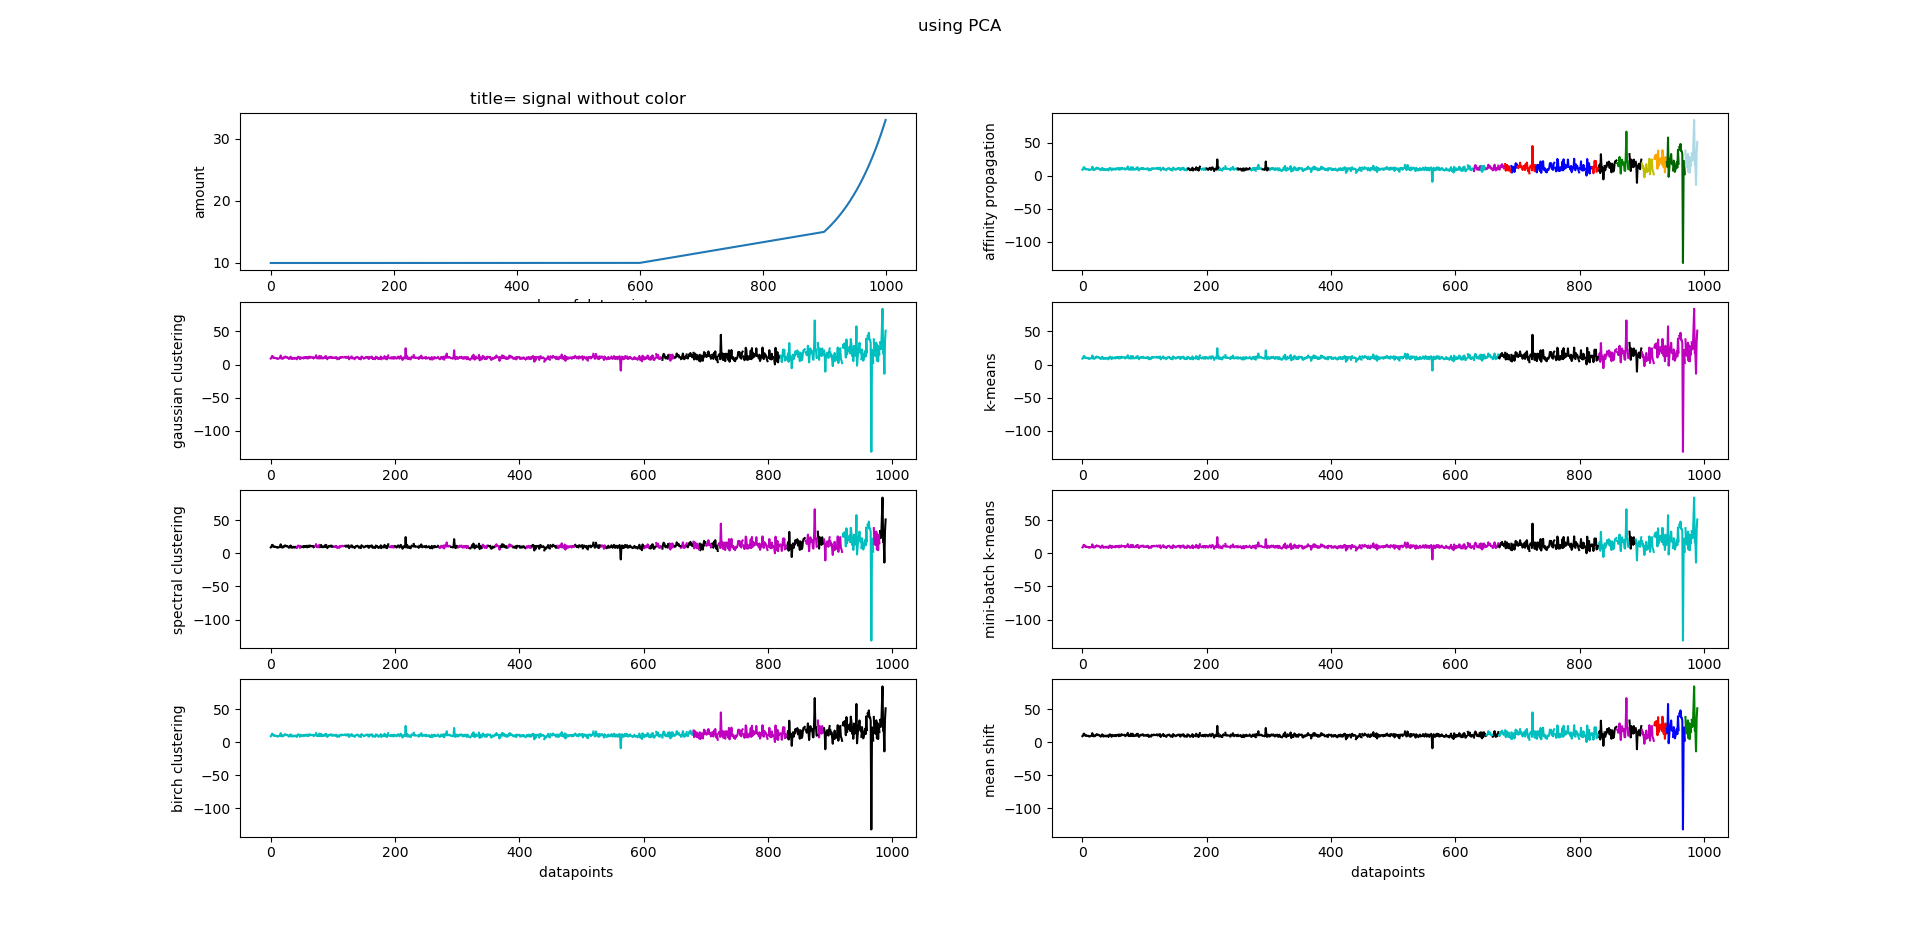 using PCA
title= signal without color
amount
30
20
10
0 200 400 600 800 1000
affinity propagation
50
0
−50
−100
0 200 400 600 800 1000
gaussian clustering
50
0
−50
−100
0 200 400 600 800 1000
k-means
50
0
−50
−100
0 200 400 600 800 1000
spectral clustering
50
0
−50
−100
0 200 400 600 800 1000
mini-batch k-means
50
0
−50
−100
0 200 400 600 800 1000
birch clustering
50
0
−50
−100
0 200 400 600 800 1000
datapoints
mean shift
50
0
−50
−100
0 200 400 600 800 1000
datapoints